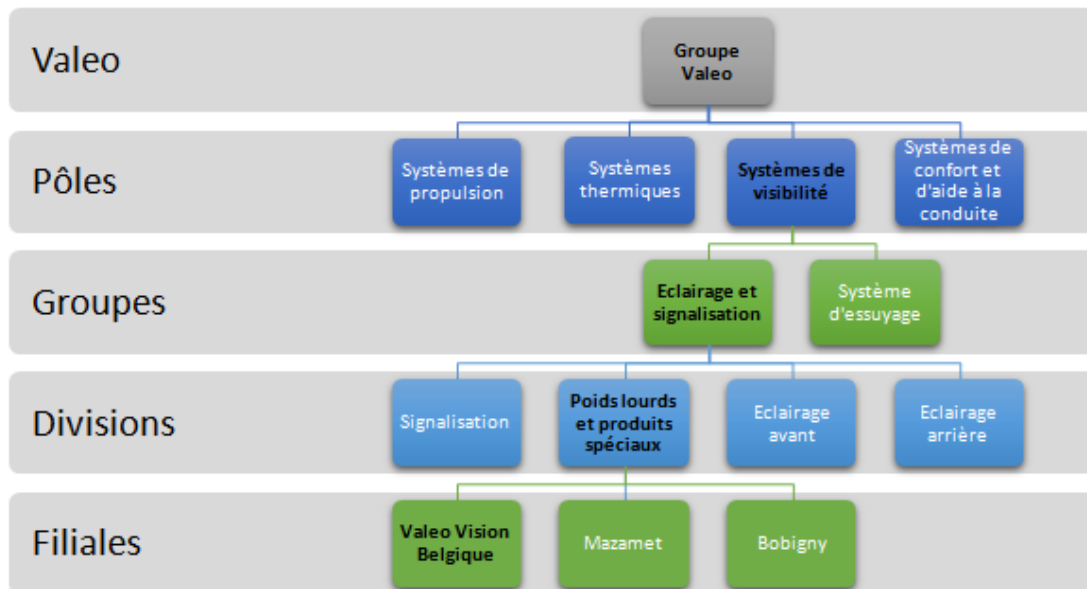 Valeo
Groupe
Valeo
Pôles
Systèmes de
propulsion
Systèmes
thermiques
Systèmes de
visibilité
Systèmes de
confort et
d'aide à la
conduite
Groupes
Eclairage et
signalisation
Système
d'essuyage
Divisions
Signalisation
Poids lourds
et produits
spéciaux
Eclairage
avant
Eclairage
arrière
Filiales
Valeo Vision
Belgique
Mazamet
Bobigny